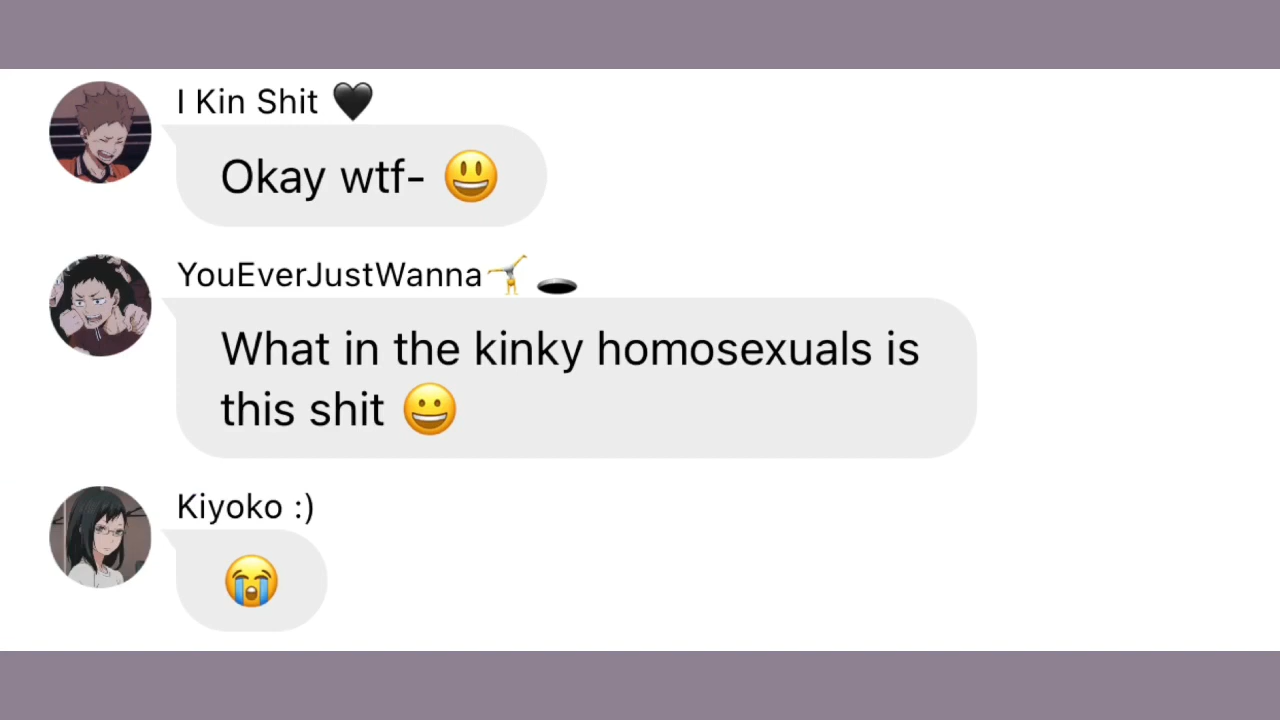 I Kin Shit 🖤
Okay wtf- 😃
YouEverJustWanna🤸🕳️
What in the kinky homosexuals is
this shit 😀
Kiyoko :)
😭